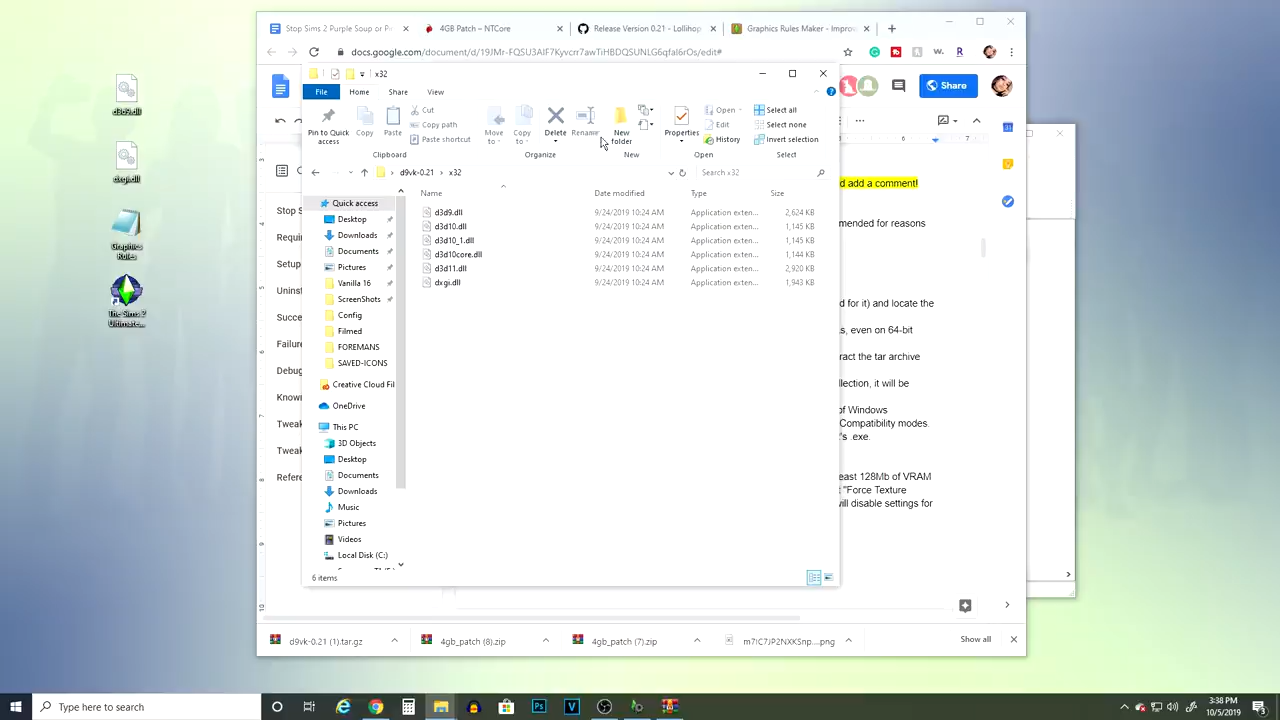 Stop Sims 2 Purple Soup or Pi
4GB Patch – NTCore
Release Version 0.21 · Lollihop
Graphics Rules Maker - Improv
docs.google.com/document/d/19JMr-FQSU3AIF7Kyvcrr7awTiHBDQSUNLG6qfaI6rOs/edit#
x32
File
Home
Share
View
Share
Pin to Quick access
Copy
Paste
Cut
Copy path
Paste shortcut
Move to
Copy to
Delete
Rename
New folder
Properties
Open
Edit
History
Select all
Select none
Invert selection
Clipboard
Organize
New
Open
Select
6
7
d9vk-0.21
x32
Search x32
Name
Date modified
Type
Size
d3d9.dll 9/24/2019 10:24 AM Application exten... 2,624 KB
d3d10.dll 9/24/2019 10:24 AM Application exten... 1,145 KB
d3d10_1.dll 9/24/2019 10:24 AM Application exten... 1,145 KB
d3d10core.dll 9/24/2019 10:24 AM Application exten... 1,144 KB
d3d11.dll 9/24/2019 10:24 AM Application exten... 2,920 KB
dxgi.dll 9/24/2019 10:24 AM Application exten... 1,943 KB
Quick access
Desktop
Downloads
Documents
Pictures
Vanilla 16
ScreenShots
Config
Filmed
FOREMANS
SAVED-ICONS
Creative Cloud Fil
OneDrive
This PC
3D Objects
Desktop
Documents
Downloads
Music
Pictures
Videos
Local Disk (C:)
6 items
Stop S
Requir
Setup
Unins
Succe
Failur
Debug
Know
Tweak
Tweak
Refere
d add a comment!
mended for reasons
d for it) and locate the
s, even on 64-bit
ract the tar archive
llection, it will be
of Windows
Compatibility modes.
t's .exe.
east 128Mb of VRAM
t "Force Texture
will disable settings for
d3d9.dll
dxgi.dll
Graphics Rules
The Sims 2 Ultimate...
d9vk-0.21 (1).tar.gz
4gb_patch (8).zip
4gb_patch (7).zip
m7IC7JP2NXKSnp....png
Show all
Type here to search
3:38 PM
10/5/2019